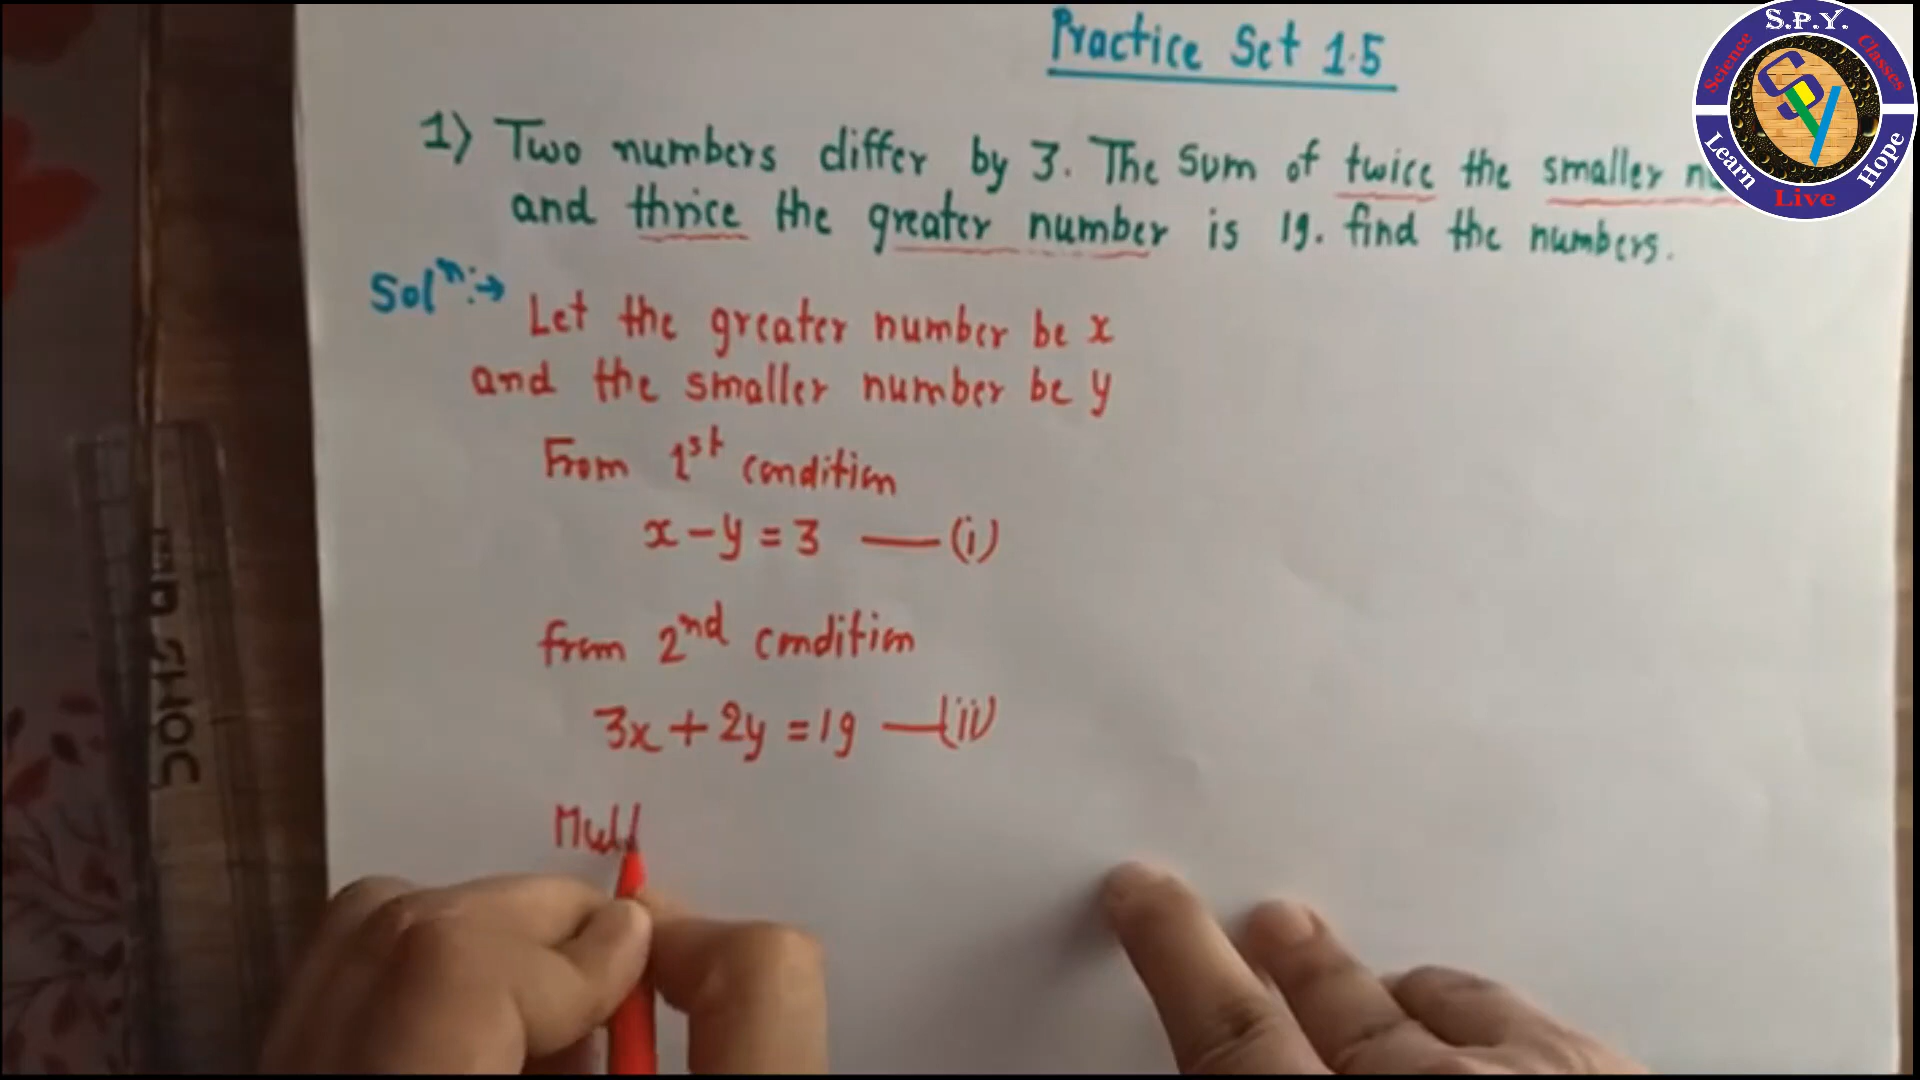 Practice Set 1.5
1) Two numbers differ by 3. The Sum of twice the smaller
and thrice the greater number is 19. find the numbers.
Solⁿ:→
Let the greater number be x
and the smaller number be y
From 1st condition
x - y = 3 — (i)
from 2nd condition
3x + 2y = 19 — (ii)
Mult
S.P.Y.
Science
Classes
SPY
Learn
Live
Hope